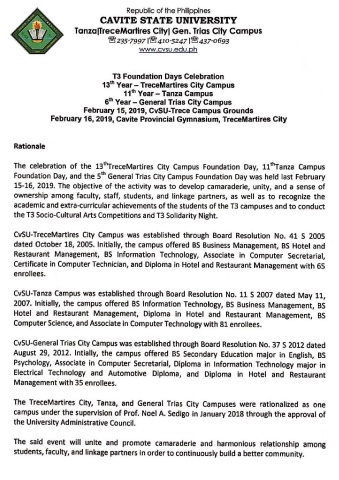 Republic of the Philippines
CAVITE STATE UNIVERSITY
Tanza|TreceMartires City| Gen. Trias City Campus
☏235-7997 |☏410-5247 |☏437-0693
www.cvsu.edu.ph
T3 Foundation Days Celebration
13th Year – TreceMartires City Campus
11th Year – Tanza Campus
6th Year – General Trias City Campus
February 15, 2019, CvSU-Trece Campus Grounds
February 16, 2019, Cavite Provincial Gymnasium, TreceMartires City
Rationale
The celebration of the 13thTreceMartires City Campus Foundation Day, 11thTanza Campus
Foundation Day, and the 5th General Trias City Campus Foundation Day was held last February
15-16, 2019. The objective of the activity was to develop camaraderie, unity, and a sense of
ownership among faculty, staff, students, and linkage partners, as well as to recognize the
academic and extra-curricular achievements of the students of the T3 campuses and to conduct
the T3 Socio-Cultural Arts Competitions and T3 Solidarity Night.
CvSU-TreceMartires City Campus was established through Board Resolution No. 41 S 2005
dated October 18, 2005. Initially, the campus offered BS Business Management, BS Hotel and
Restaurant Management, BS Information Technology, Associate in Computer Secretarial,
Certificate in Computer Technician, and Diploma in Hotel and Restaurant Management with 65
enrollees.
CvSU-Tanza Campus was established through Board Resolution No. 11 S 2007 dated May 11,
2007. Initially, the campus offered BS Information Technology, BS Business Management, BS
Hotel and Restaurant Management, Diploma in Hotel and Restaurant Management, BS
Computer Science, and Associate in Computer Technology with 81 enrollees.
CvSU-General Trias City Campus was established through Board Resolution No. 37 S 2012 dated
August 29, 2012. Intially, the campus offered BS Secondary Education major in English, BS
Psychology, Associate in Computer Secretarial, Diploma in Information Technology major in
Electrical Technology and Automotive Diploma, and Diploma in Hotel and Restaurant
Management with 35 enrollees.
The TreceMartires City, Tanza, and General Trias City Campuses were rationalized as one
campus under the supervision of Prof. Noel A. Sedigo in January 2018 through the approval of
the University Administrative Council.
The said event will unite and promote camaraderie and harmonious relationship among
students, faculty, and linkage partners in order to continuously build a better community.